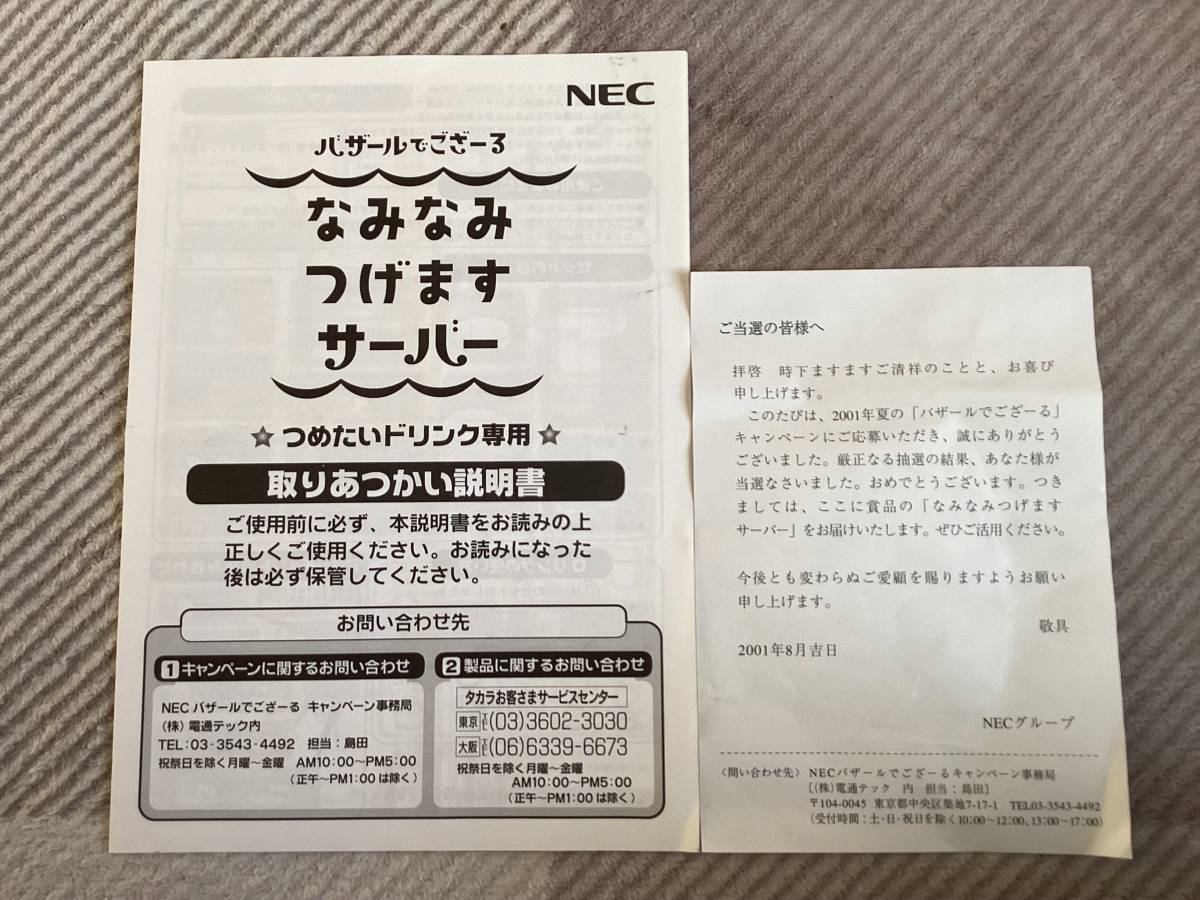 NEC
バザールでござーる
なみなみ
つげます
サーバー
★つめたいドリンク専用★
取りあつかい説明書
ご使用前に必ず、本説明書をお読みの上
正しくご使用ください。お読みになった
後は必ず保管してください。
お問い合わせ先
1 キャンペーンに関するお問い合わせ
NEC バザールでござーる キャンペーン事務局
(株)電通テック内
TEL:03-3543-4492 担当:島田
祝祭日を除く月曜〜金曜 AM10:00〜PM5:00
(正午〜PM1:00は除く)
2 製品に関するお問い合わせ
タカラお客さまサービスセンター
東京 TEL (03)3602-3030
大阪 TEL (06)6339-6673
祝祭日を除く月曜〜金曜
AM10:00〜PM5:00
(正午〜PM1:00は除く)
ご当選の皆様へ
拝啓 時下ますますご清祥のことと、お喜び
申し上げます。
このたびは、2001年夏の「バザールでござーる」
キャンペーンにご応募いただき、誠にありがとう
ございました。厳正なる抽選の結果、あなた様が
当選なさいました。おめでとうございます。つき
ましては、ここに賞品の「なみなみつげます
サーバー」をお届けいたします。ぜひご活用ください。
今後とも変わらぬご愛顧を賜りますようお願い
申し上げます。
敬具
2001年8月吉日
NECグループ
〈問い合わせ先〉 NECバザールでござーるキャンペーン事務局
[(株)電通テック 内 担当:島田]
〒104-0045 東京都中央区築地7-17-1 TEL03-3543-4492
(受付時間:土・日・祝日を除く10:00〜12:00、13:00〜17:00)